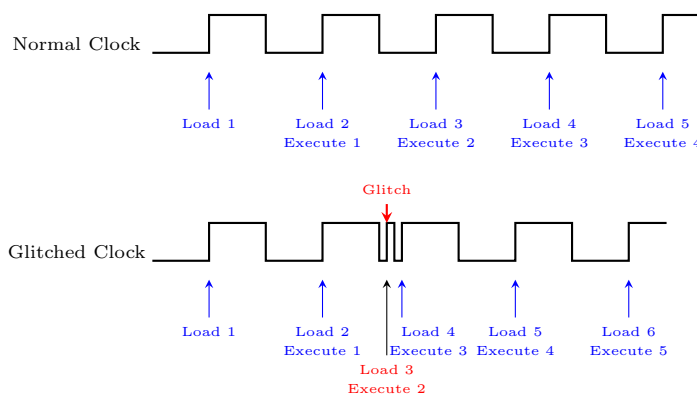 Normal Clock
Load 1
Load 2
Execute 1
Load 3
Execute 2
Load 4
Execute 3
Load 5
Execute 4
Glitch
Glitched Clock
Load 1
Load 2
Execute 1
Load 3
Execute 2
Load 4
Execute 3
Load 5
Execute 4
Load 6
Execute 5